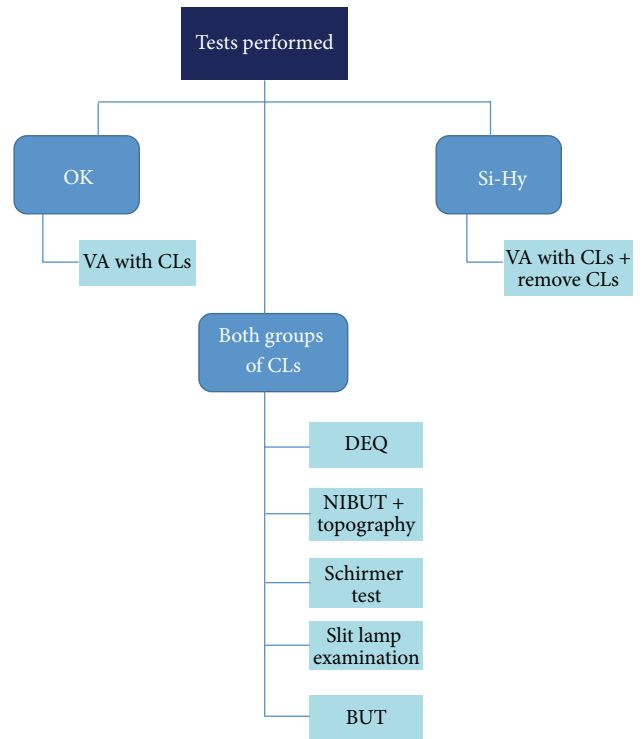 Tests performed
OK
Si-Hy
VA with CLs
VA with CLs +
remove CLs
Both groups
of CLs
DEQ
NIBUT +
topography
Schirmer
test
Slit lamp
examination
BUT